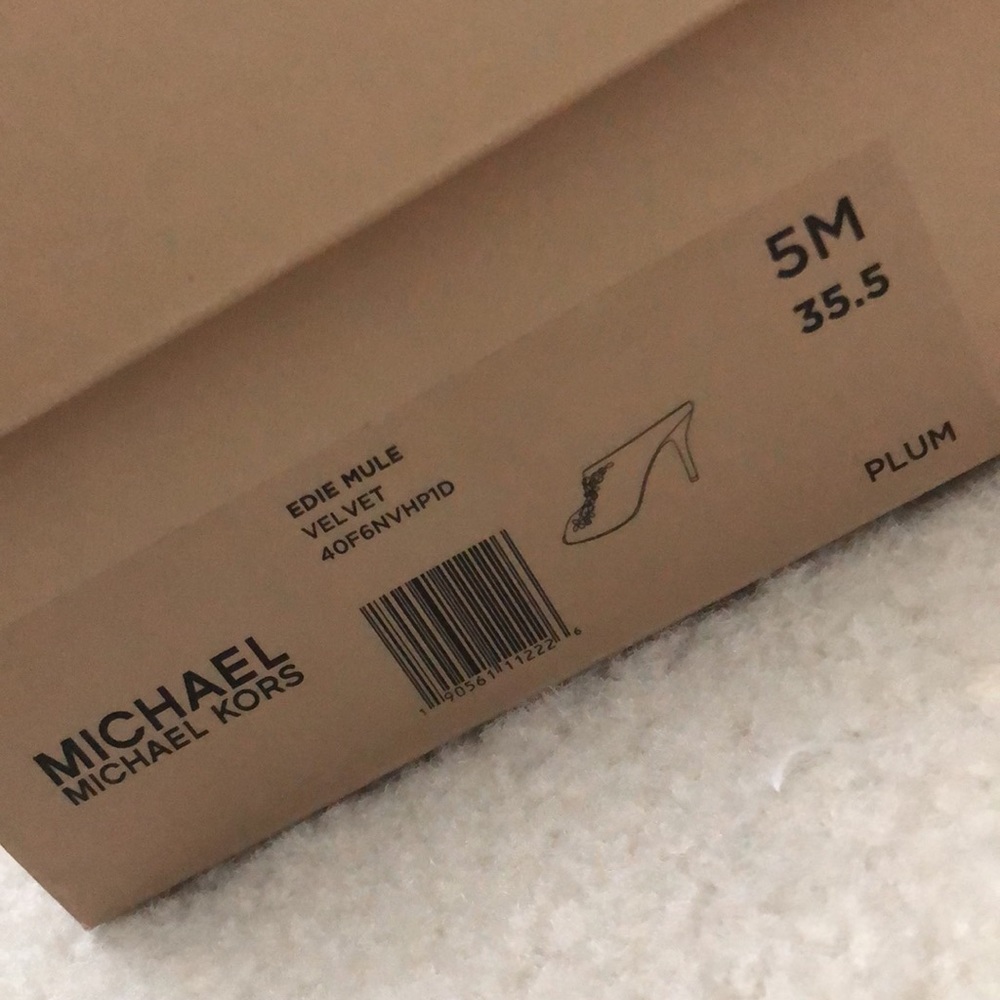 5M
35.5
EDIE MULE
VELVET
40F6NVHP1D
PLUM
1 90561 11222 6
MICHAEL
MICHAEL KORS